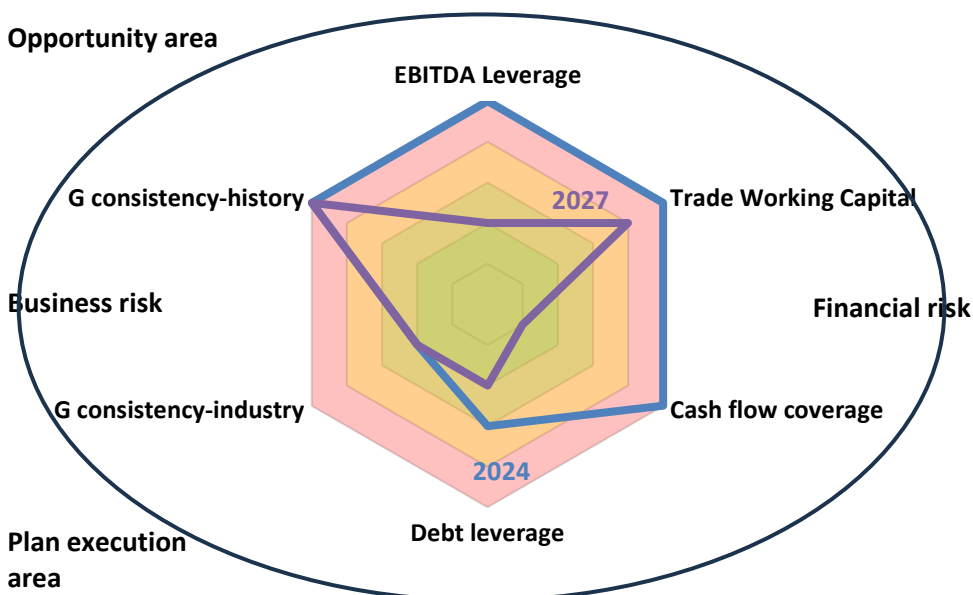 Opportunity area
EBITDA Leverage
G consistency-history
2027
Trade Working Capital
Business risk
Financial risk
G consistency-industry
Cash flow coverage
2024
Debt leverage
Plan execution
area